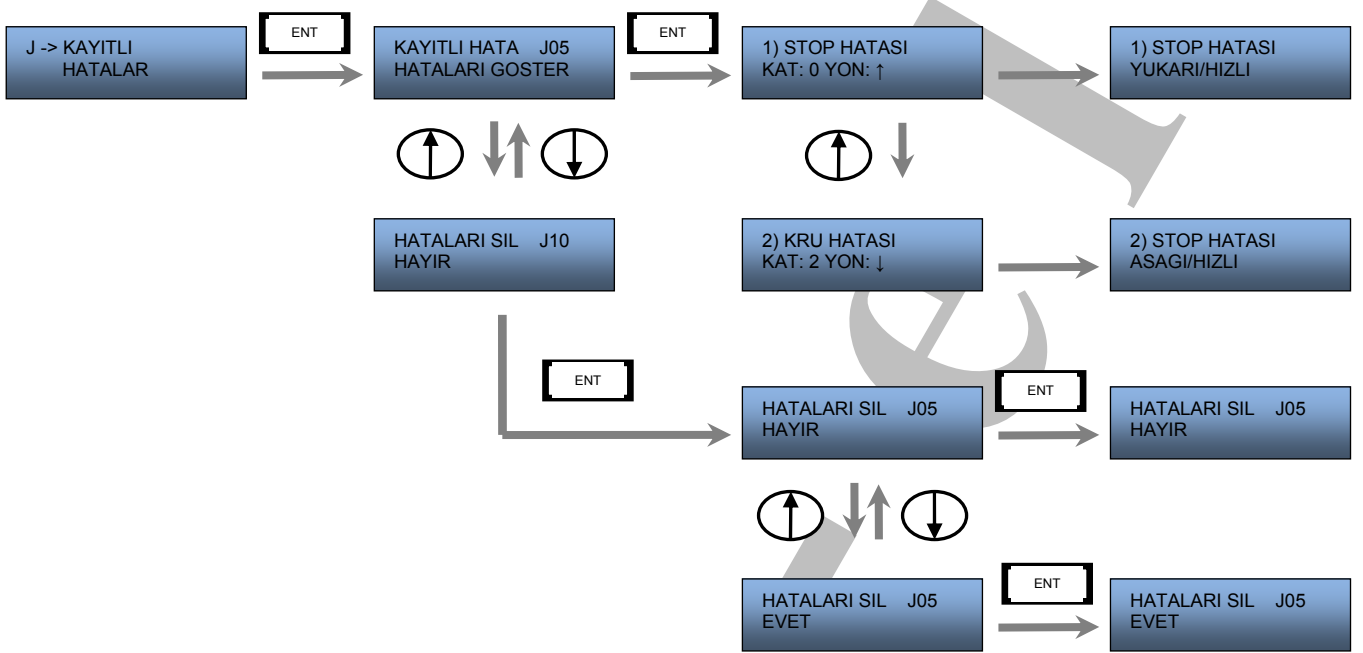 J -> KAYITLI
HATALAR
ENT
KAYITLI HATA J05
HATALARI GOSTER
ENT
1) STOP HATASI
KAT: 0 YON: ↑
1) STOP HATASI
YUKARI/HIZLI
HATALARI SIL J10
HAYIR
2) KRU HATASI
KAT: 2 YON: ↓
2) STOP HATASI
ASAGI/HIZLI
ENT
HATALARI SIL J05
HAYIR
ENT
HATALARI SIL J05
HAYIR
HATALARI SIL J05
EVET
ENT
HATALARI SIL J05
EVET